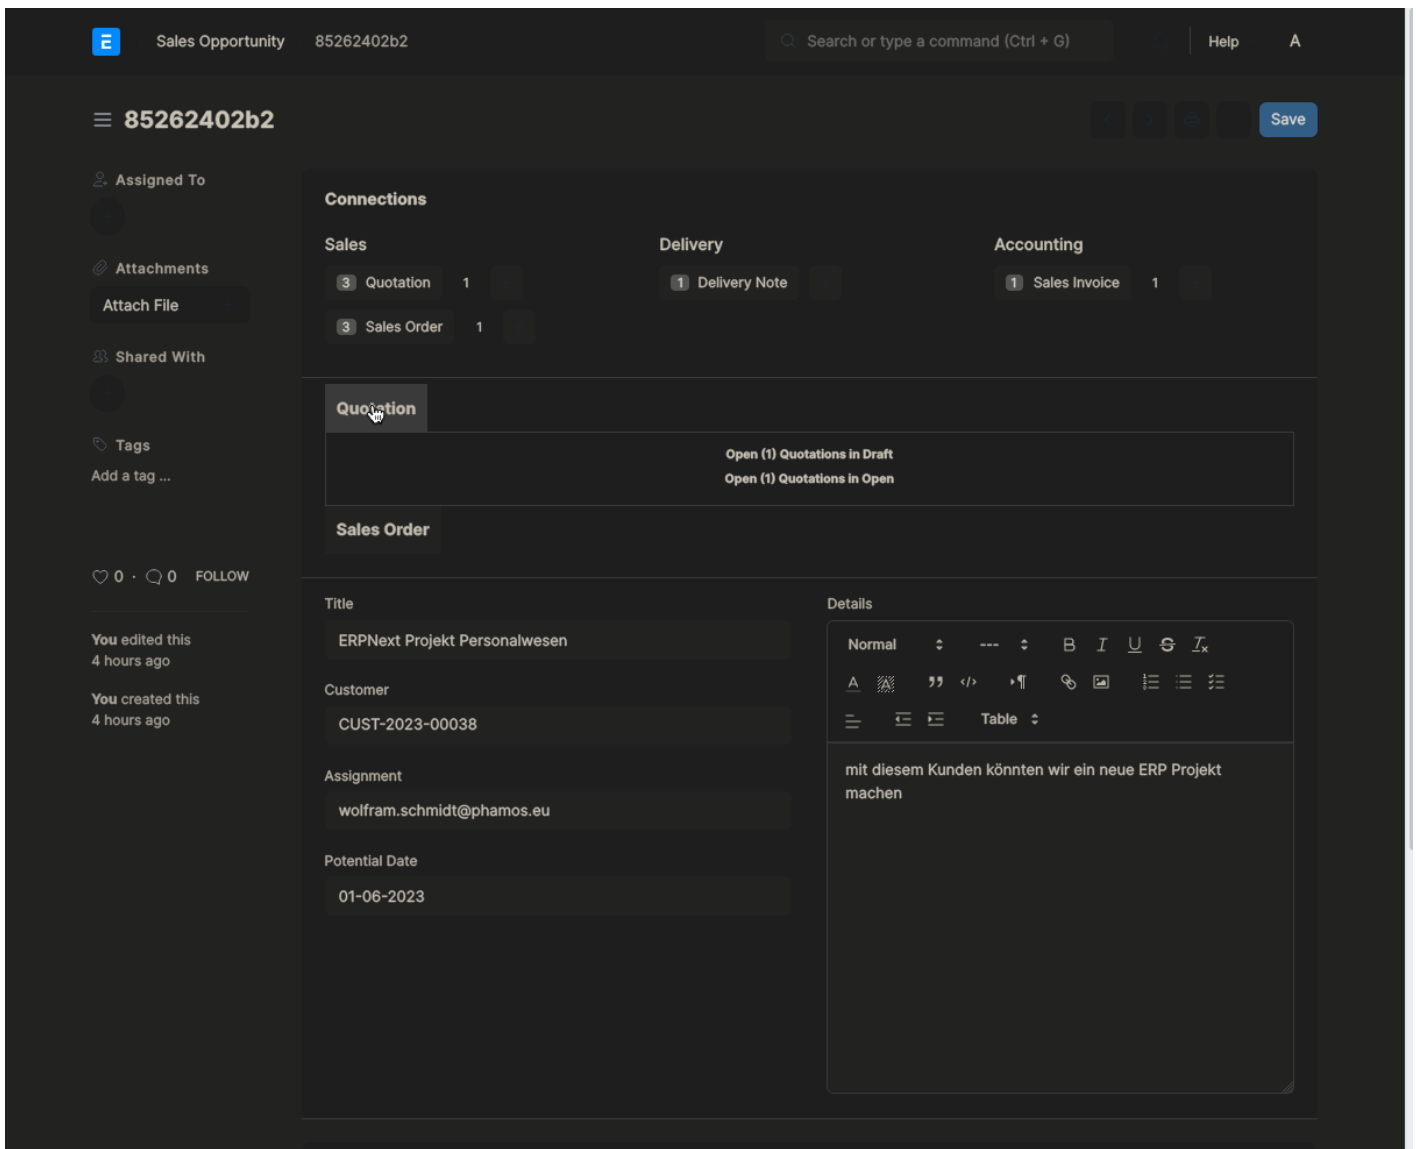 E Sales Opportunity 85262402b2 Search or type a command (Ctrl + G) Help A
85262402b2 Save
Assigned To
Attachments
Attach File
Shared With
Tags
Add a tag ...
0 · 0 FOLLOW
You edited this
4 hours ago
You created this
4 hours ago
Connections
Sales
3 Quotation 1
3 Sales Order 1
Delivery
1 Delivery Note
Accounting
1 Sales Invoice 1
Quotation
Open (1) Quotations in Draft
Open (1) Quotations in Open
Sales Order
Title
ERPNext Projekt Personalwesen
Customer
CUST-2023-00038
Assignment
wolfram.schmidt@phamos.eu
Potential Date
01-06-2023
Details
Normal --- B I U S Tx
A A
Table
mit diesem Kunden könnten wir ein neue ERP Projekt
machen